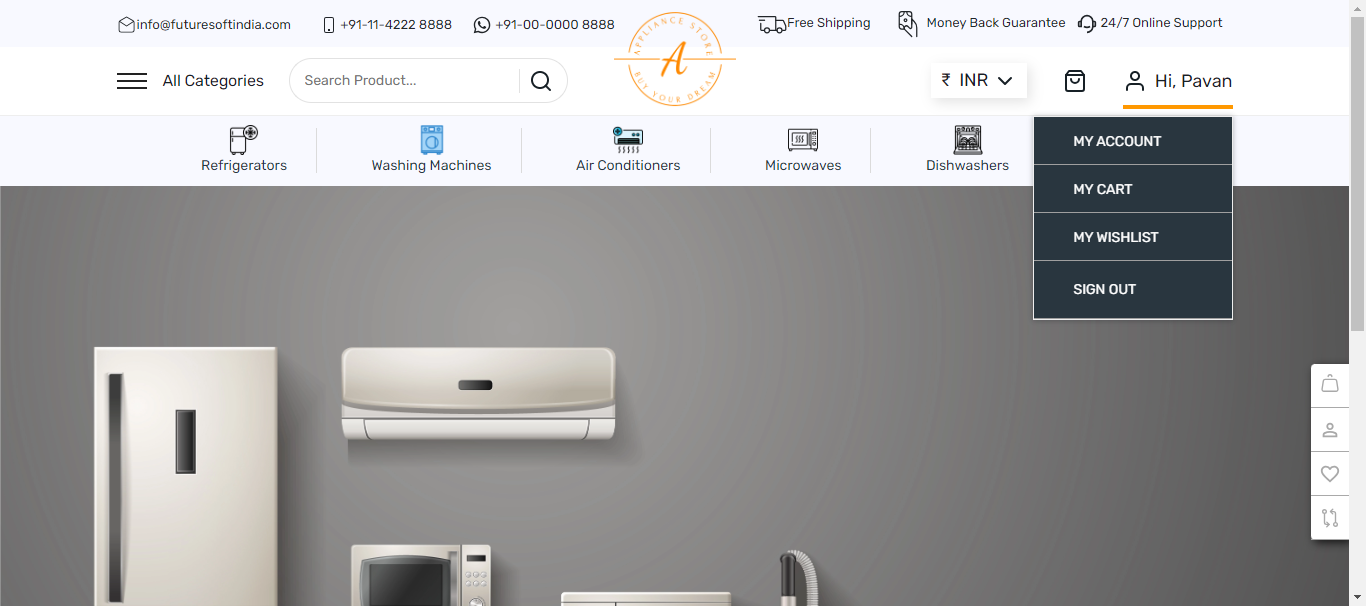 info@futuresoftindia.com +91-11-4222 8888 +91-00-0000 8888 Free Shipping Money Back Guarantee 24/7 Online Support
APPLIANCE STORE
A
BUY YOUR DREAM
All Categories Search Product... ₹ INR Hi, Pavan
Refrigerators Washing Machines Air Conditioners Microwaves Dishwashers
MY ACCOUNT
MY CART
MY WISHLIST
SIGN OUT